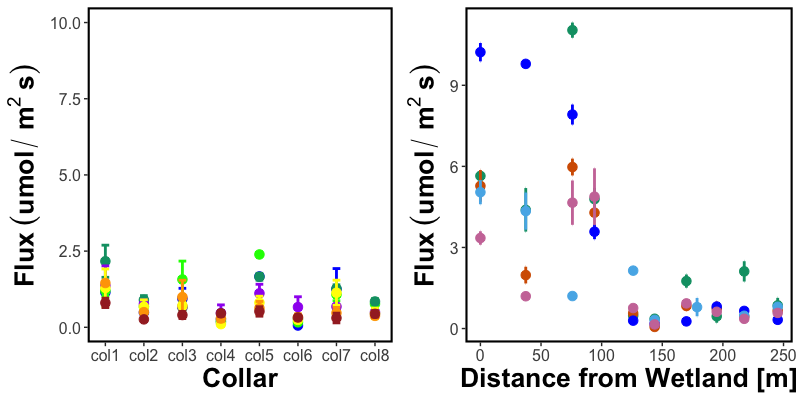 Flux (umol/ m² s)
10.0
7.5
5.0
2.5
0.0
col1 col2 col3 col4 col5 col6 col7 col8
Collar
Flux (umol/ m² s)
9
6
3
0
0 50 100 150 200 250
Distance from Wetland [m]